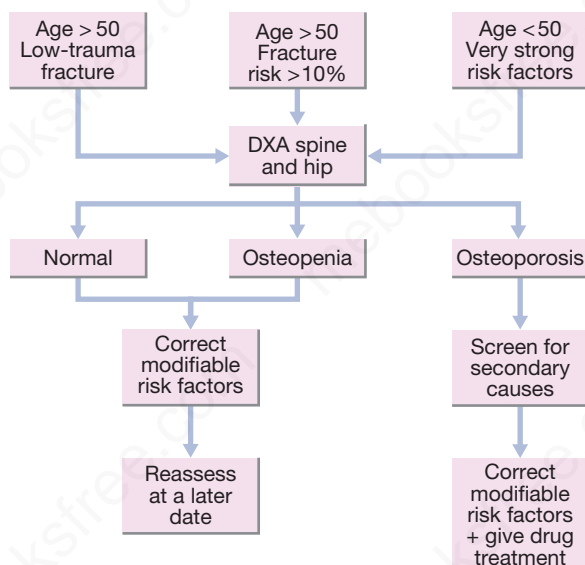 Age > 50
Low-trauma
fracture
Age > 50
Fracture
risk >10%
Age <50
Very strong
risk factors
DXA spine
and hip
Normal
Osteopenia
Osteoporosis
Correct
modifiable
risk factors
Screen for
secondary
causes
Reassess
at a later
date
Correct
modifiable
risk factors
+ give drug
treatment